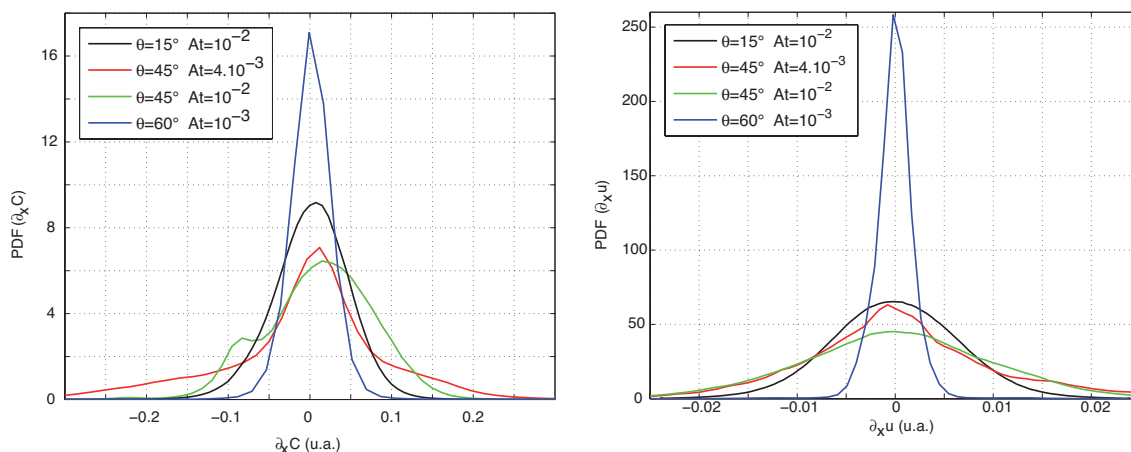 θ=15° At=10⁻²
θ=45° At=4.10⁻³
θ=45° At=10⁻²
θ=60° At=10⁻³
16
12
8
4
0
−0.2
−0.1
0
0.1
0.2
PDF (∂ₓC)
∂ₓC (u.a.)
θ=15° At=10⁻²
θ=45° At=4.10⁻³
θ=45° At=10⁻²
θ=60° At=10⁻³
250
200
150
100
50
0
−0.02
−0.01
0
0.01
0.02
PDF (∂ₓu)
∂ₓu (u.a.)